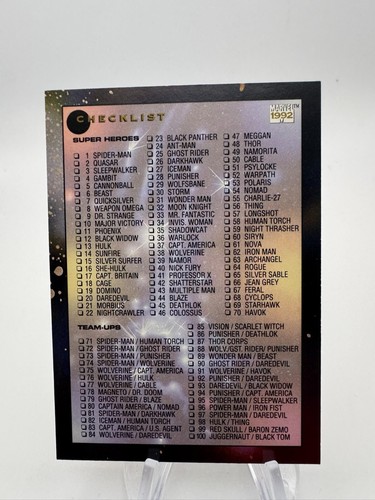 CHECKLIST
MARVEL™
1992
SUPER HEROES
1 SPIDER-MAN
2 QUASAR
3 SLEEPWALKER
4 GAMBIT
5 CANNONBALL
6 BEAST
7 QUICKSILVER
8 WEAPON OMEGA
9 DR. STRANGE
10 MAJOR VICTORY
11 PHOENIX
12 BLACK WIDOW
13 HULK
14 SUNFIRE
15 SILVER SURFER
16 SHE-HULK
17 CAPT. BRITAIN
18 CAGE
19 DOMINO
20 DAREDEVIL
21 MORBIUS
22 NIGHTCRAWLER
23 BLACK PANTHER
24 ANT-MAN
25 GHOST RIDER
26 DARKHAWK
27 ICEMAN
28 PUNISHER
29 WOLFSBANE
30 STORM
31 WONDER MAN
32 MOON KNIGHT
33 MR. FANTASTIC
34 INVIS. WOMAN
35 SHADOWCAT
36 WARLOCK
37 CAPT. AMERICA
38 WOLVERINE
39 NAMOR
40 NICK FURY
41 PROFESSOR X
42 SHATTERSTAR
43 MULTIPLE MAN
44 BLAZE
45 DEATHLOK
46 COLOSSUS
47 MEGGAN
48 THOR
49 NAMORITA
50 CABLE
51 PSYLOCKE
52 WARPATH
53 POLARIS
54 NOMAD
55 CHARLIE-27
56 THING
57 LONGSHOT
58 HUMAN TORCH
59 NIGHT THRASHER
60 SIRYN
61 NOVA
62 IRON MAN
63 ARCHANGEL
64 ROGUE
65 SILVER SABLE
66 JEAN GREY
67 FERAL
68 CYCLOPS
69 STARHAWK
70 HAVOK
TEAM-UPS
71 SPIDER-MAN / HUMAN TORCH
72 SPIDER-MAN / GHOST RIDER
73 SPIDER-MAN / PUNISHER
74 SPIDER-MAN / WOLVERINE
75 WOLVERINE / CAPT. AMERICA
76 WOLVERINE / HULK
77 WOLVERINE / CABLE
78 MAGNETO / DR. DOOM
79 GHOST RIDER / BLAZE
80 CAPTAIN AMERICA / NOMAD
81 SPIDER-MAN / DARKHAWK
82 ICEMAN / HUMAN TORCH
83 CAPT. AMERICA / U.S. AGENT
84 WOLVERINE / DAREDEVIL
85 VISION / SCARLET WITCH
86 PUNISHER / DEATHLOK
87 THOR CORPS
88 WOLV./GHOST RIDER / PUNISHER
89 WONDER MAN / BEAST
90 GHOST RIDER / DAREDEVIL
91 WOLVERINE / HAVOK
92 PUNISHER / DAREDEVIL
93 DAREDEVIL / BLACK WIDOW
94 PUNISHER / CAPT. AMERICA
95 SPIDER-MAN / SLEEPWALKER
96 POWER MAN / IRON FIST
97 SPIDER-MAN / DAREDEVIL
98 HULK / THING
99 RED SKULL / BARON ZEMO
100 JUGGERNAUT / BLACK TOM